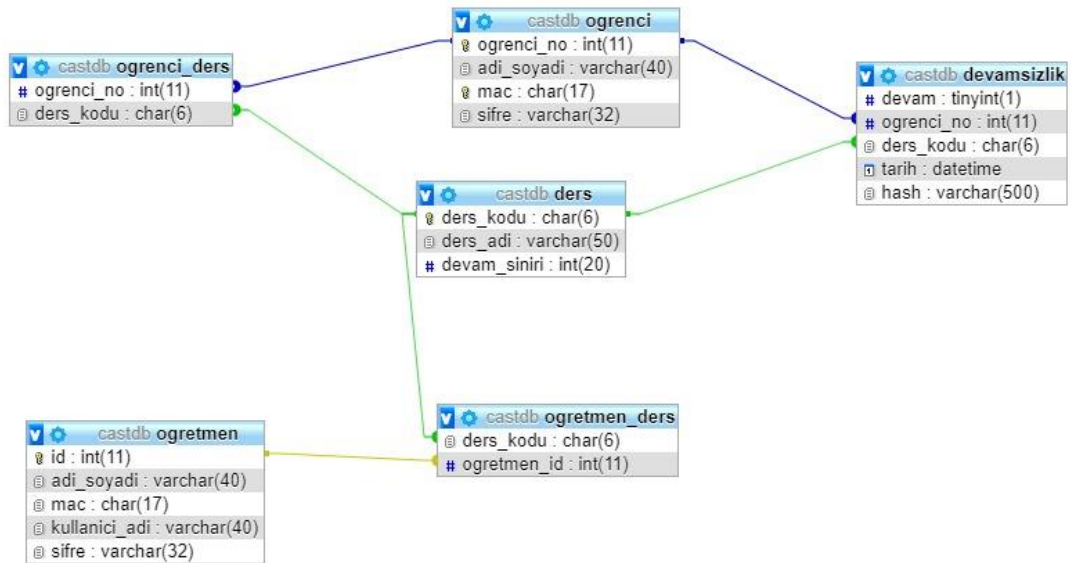 castdb ogrenci_ders
ogrenci_no : int(11)
ders_kodu : char(6)
castdb ogrenci
ogrenci_no : int(11)
adi_soyadi : varchar(40)
mac : char(17)
sifre : varchar(32)
castdb devamsizlik
devam : tinyint(1)
ogrenci_no : int(11)
ders_kodu : char(6)
tarih : datetime
hash : varchar(500)
castdb ders
ders_kodu : char(6)
ders_adi : varchar(50)
devam_siniri : int(20)
castdb ogretmen
id : int(11)
adi_soyadi : varchar(40)
mac : char(17)
kullanici_adi : varchar(40)
sifre : varchar(32)
castdb ogretmen_ders
ders_kodu : char(6)
ogretmen_id : int(11)